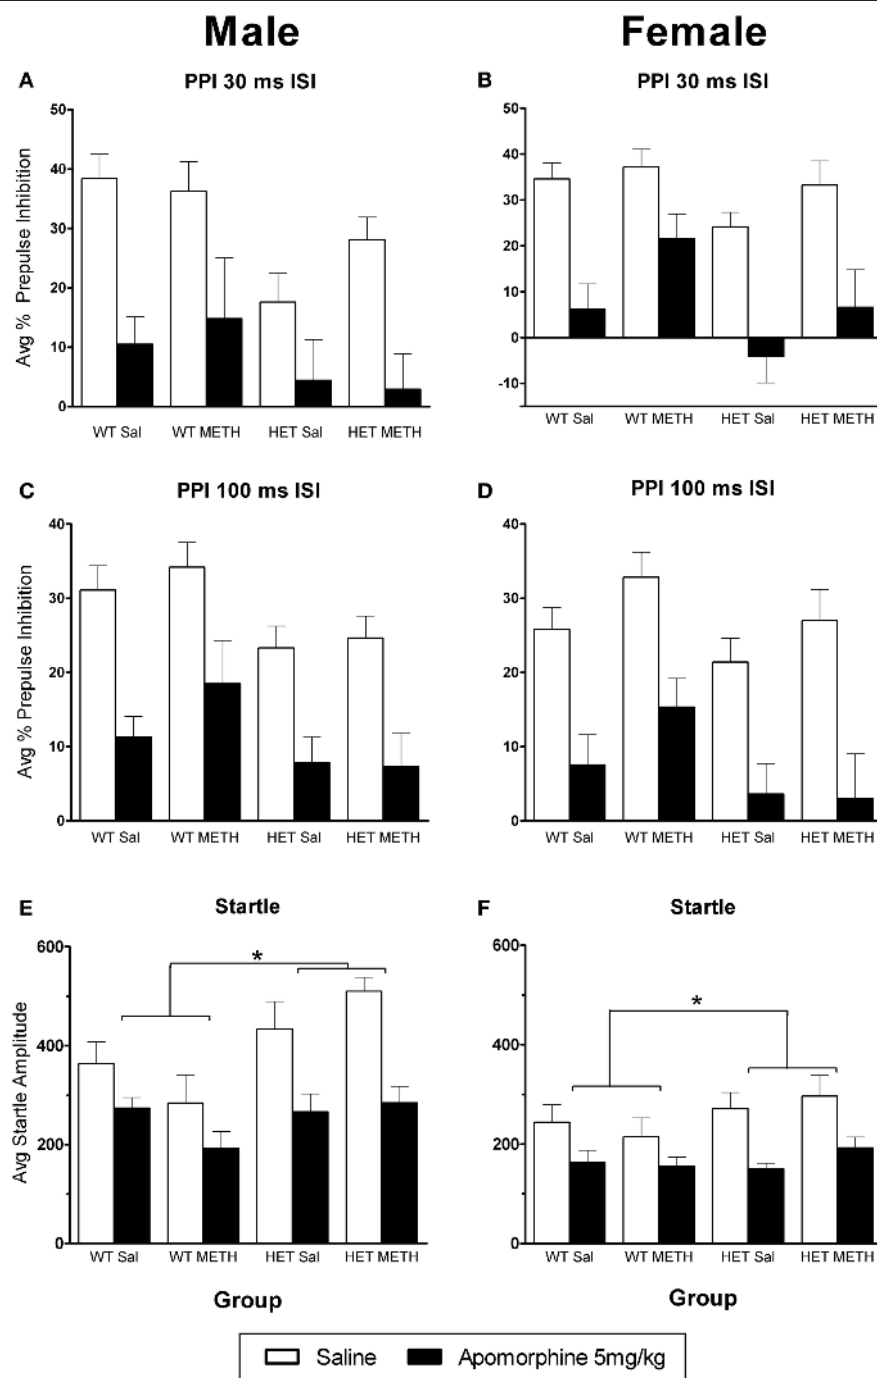 Male Female
A PPI 30 ms ISI
B PPI 30 ms ISI
Avg % Prepulse Inhibition
50
40
30
20
10
0
WT Sal WT METH HET Sal HET METH
50
40
30
20
10
0
-10
WT Sal WT METH HET Sal HET METH
C PPI 100 ms ISI
D PPI 100 ms ISI
Avg % Prepulse Inhibition
40
30
20
10
0
WT Sal WT METH HET Sal HET METH
40
30
20
10
0
WT Sal WT METH HET Sal HET METH
E Startle
F Startle
Avg Startle Amplitude
600
400
200
0
*
WT Sal WT METH HET Sal HET METH
Group
600
400
200
0
*
WT Sal WT METH HET Sal HET METH
Group
Saline Apomorphine 5mg/kg